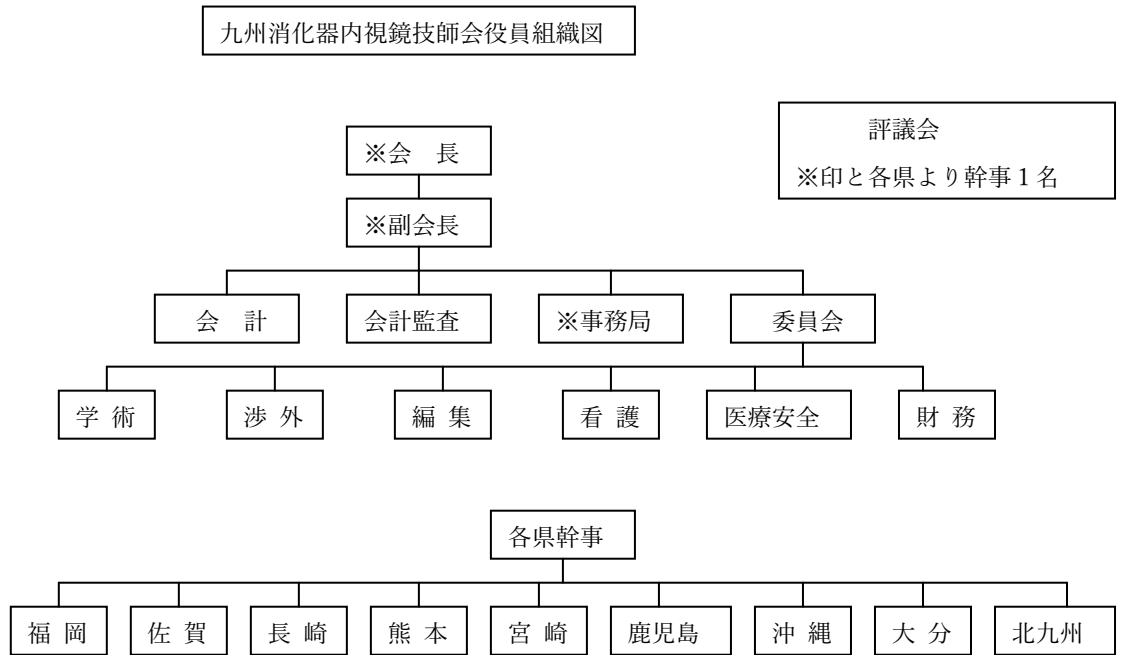 九州消化器内視鏡技師会役員組織図
評議会
※印と各県より幹事１名
※会　長
※副会長
会　計
会計監査
※事務局
委員会
学 術
渉 外
編 集
看 護
医療安全
財 務
各県幹事
福 岡
佐 賀
長 崎
熊 本
宮 崎
鹿児島
沖 縄
大 分
北九州